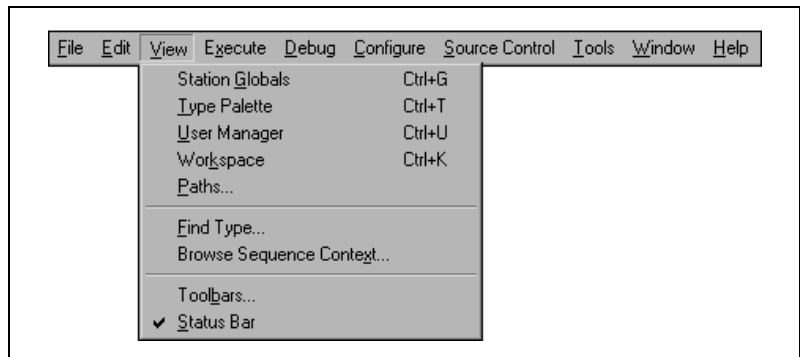 File Edit View Execute Debug Configure Source Control Tools Window Help
Station Globals Ctrl+G
Type Palette Ctrl+T
User Manager Ctrl+U
Workspace Ctrl+K
Paths...
Find Type...
Browse Sequence Context...
Toolbars...
✓ Status Bar